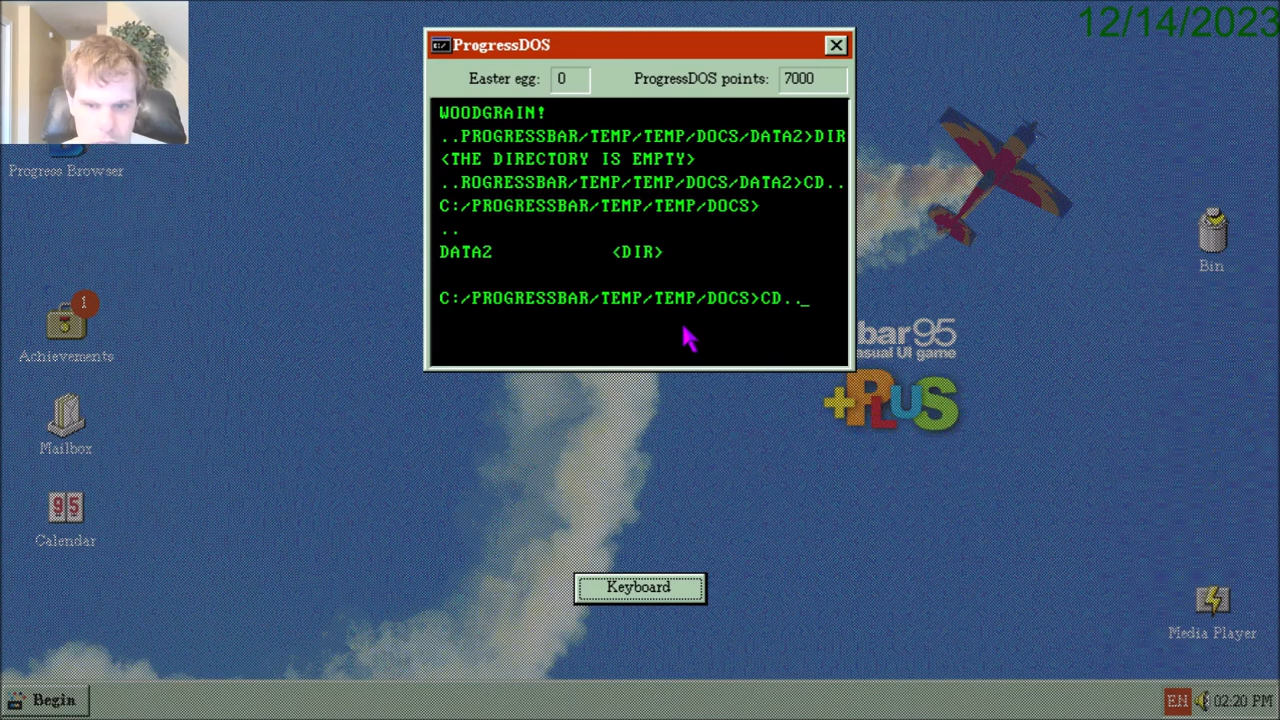 12/14/2023
ProgressDOS
Easter egg: 0
ProgressDOS points: 7000
WOODGRAIN!
..PROGRESSBAR/TEMP/TEMP/DOCS/DATA2>DIR
<THE DIRECTORY IS EMPTY>
..ROGRESSBAR/TEMP/TEMP/DOCS/DATA2>CD..
C:/PROGRESSBAR/TEMP/TEMP/DOCS>
..
DATA2 <DIR>
C:/PROGRESSBAR/TEMP/TEMP/DOCS>CD.._
Progress Browser
Bin
1
Achievements
bar95
asual UI game
+PLUS
Mailbox
95
Calendar
Keyboard
Media Player
Begin
EN 02:20 PM